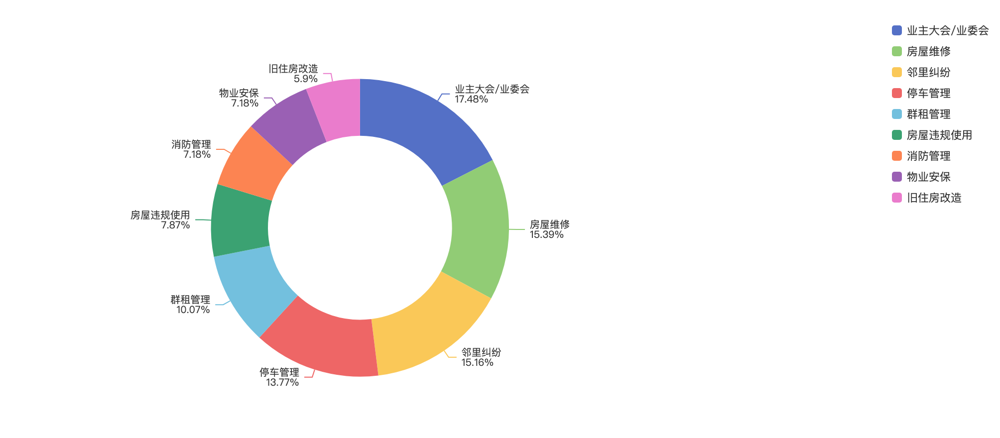 业主大会/业委会
17.48%
房屋维修
15.39%
邻里纠纷
15.16%
停车管理
13.77%
群租管理
10.07%
房屋违规使用
7.87%
消防管理
7.18%
物业安保
7.18%
旧住房改造
5.9%
业主大会/业委会
房屋维修
邻里纠纷
停车管理
群租管理
房屋违规使用
消防管理
物业安保
旧住房改造